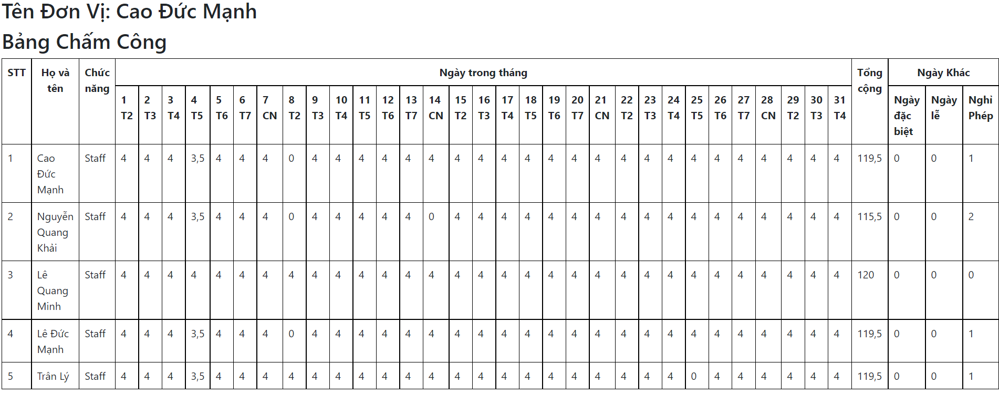 Tên Đơn Vị: Cao Đức Mạnh
Bảng Chấm Công
STT Họ và tên Chức năng Ngày trong tháng Tổng cộng Ngày Khác
1 T2 2 T3 3 T4 4 T5 5 T6 6 T7 7 CN 8 T2 9 T3 10 T4 11 T5 12 T6 13 T7 14 CN 15 T2 16 T3 17 T4 18 T5 19 T6 20 T7 21 CN 22 T2 23 T3 24 T4 25 T5 26 T6 27 T7 28 CN 29 T2 30 T3 31 T4 Ngày đặc biệt Ngày lễ Nghỉ Phép
1 Cao Đức Mạnh Staff 4 4 4 3,5 4 4 4 0 4 4 4 4 4 4 4 4 4 4 4 4 4 4 4 4 4 4 4 4 4 4 4 119,5 0 0 1
2 Nguyễn Quang Khải Staff 4 4 4 3,5 4 4 4 0 4 4 4 4 4 0 4 4 4 4 4 4 4 4 4 4 4 4 4 4 4 4 4 115,5 0 0 2
3 Lê Quang Minh Staff 4 4 4 4 4 4 4 4 4 4 4 4 4 4 4 4 4 4 4 4 4 4 4 4 4 4 4 4 4 4 4 120 0 0 0
4 Lê Đức Mạnh Staff 4 4 4 3,5 4 4 4 0 4 4 4 4 4 4 4 4 4 4 4 4 4 4 4 4 4 4 4 4 4 4 4 119,5 0 0 1
5 Trân Lý Staff 4 4 4 3,5 4 4 4 4 4 4 4 4 4 4 4 4 4 4 4 4 4 4 4 4 0 4 4 4 4 4 4 119,5 0 0 1